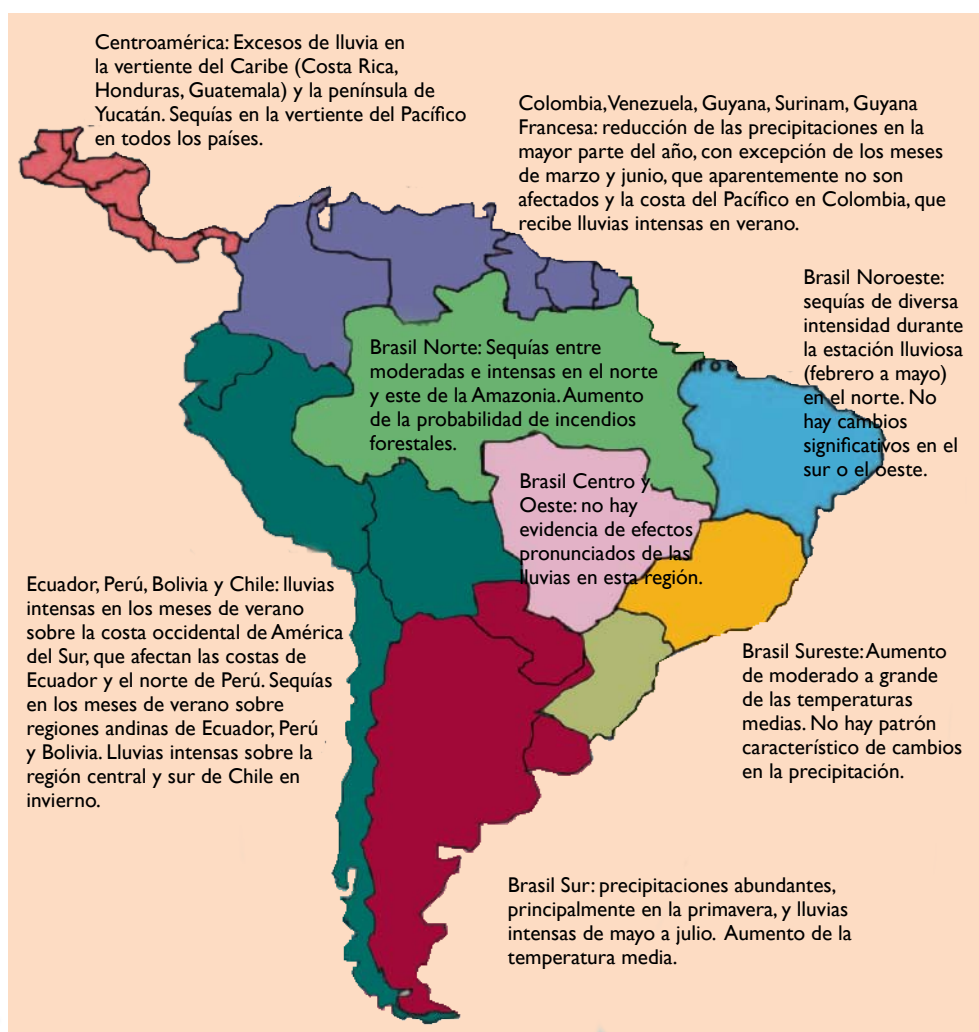 Centroamérica: Excesos de lluvia en
la vertiente del Caribe (Costa Rica,
Honduras, Guatemala) y la península de
Yucatán. Sequías en la vertiente del Pacífico
en todos los países.
Colombia, Venezuela, Guyana, Surinam, Guyana
Francesa: reducción de las precipitaciones en la
mayor parte del año, con excepción de los meses
de marzo y junio, que aparentemente no son
afectados y la costa del Pacífico en Colombia, que
recibe lluvias intensas en verano.
Brasil Noroeste:
sequías de diversa
intensidad durante
la estación lluviosa
(febrero a mayo)
en el norte. No
hay cambios
significativos en el
sur o el oeste.
Brasil Norte: Sequías entre
moderadas e intensas en el norte
y este de la Amazonia. Aumento
de la probabilidad de incendios
forestales.
Brasil Centro y
Oeste: no hay
evidencia de efectos
pronunciados de las
lluvias en esta región.
Ecuador, Perú, Bolivia y Chile: lluvias
intensas en los meses de verano
sobre la costa occidental de América
del Sur, que afectan las costas de
Ecuador y el norte de Perú. Sequías
en los meses de verano sobre
regiones andinas de Ecuador, Perú
y Bolivia. Lluvias intensas sobre la
región central y sur de Chile en
invierno.
Brasil Sureste: Aumento
de moderado a grande
de las temperaturas
medias. No hay patrón
característico de cambios
en la precipitación.
Brasil Sur: precipitaciones abundantes,
principalmente en la primavera, y lluvias
intensas de mayo a julio. Aumento de la
temperatura media.